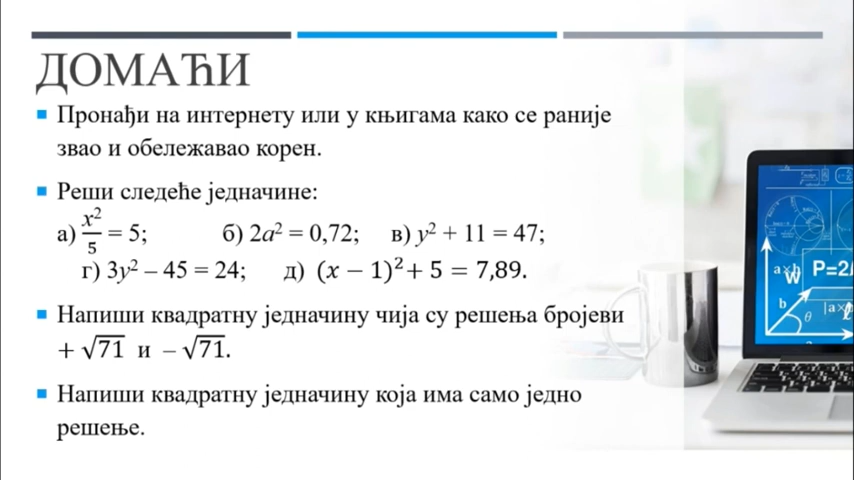 ДОМАЋИ
Пронађи на интернету или у књигама како се раније
звао и обележавао корен.
Реши следеће једначине:
а) x²/5 = 5; б) 2a² = 0,72; в) y² + 11 = 47;
г) 3y² – 45 = 24; д) (x − 1)² + 5 = 7,89.
Напиши квадратну једначину чија су решења бројеви
+ √71 и – √71.
Напиши квадратну једначину која има само једно
решење.
P=2
b
θ